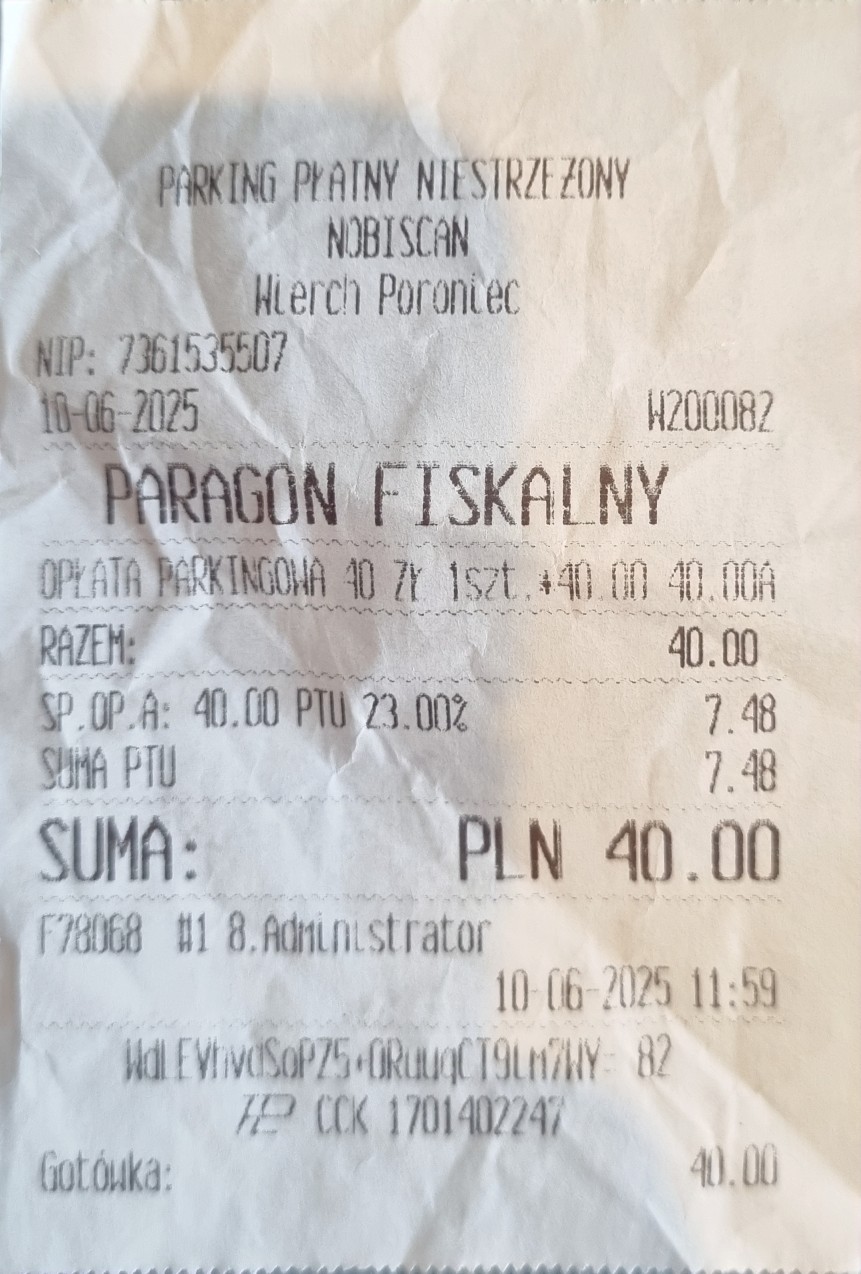 PARKING PŁATNY NIESTRZEŻONY
NOBISCAN
Wierch Poroniec
NIP: 7361535507
10-06-2025 W200082
PARAGON FISKALNY
OPŁATA PARKINGOWA 40 ZŁ 1szt.*40.00 40.00A
RAZEM: 40.00
SP.OP.A: 40.00 PTU 23.00% 7.48
SUMA PTU 7.48
SUMA: PLN 40.00
F78068 #1 8.Administrator
10-06-2025 11:59
82
CCK 1701402247
Gotówka: 40.00